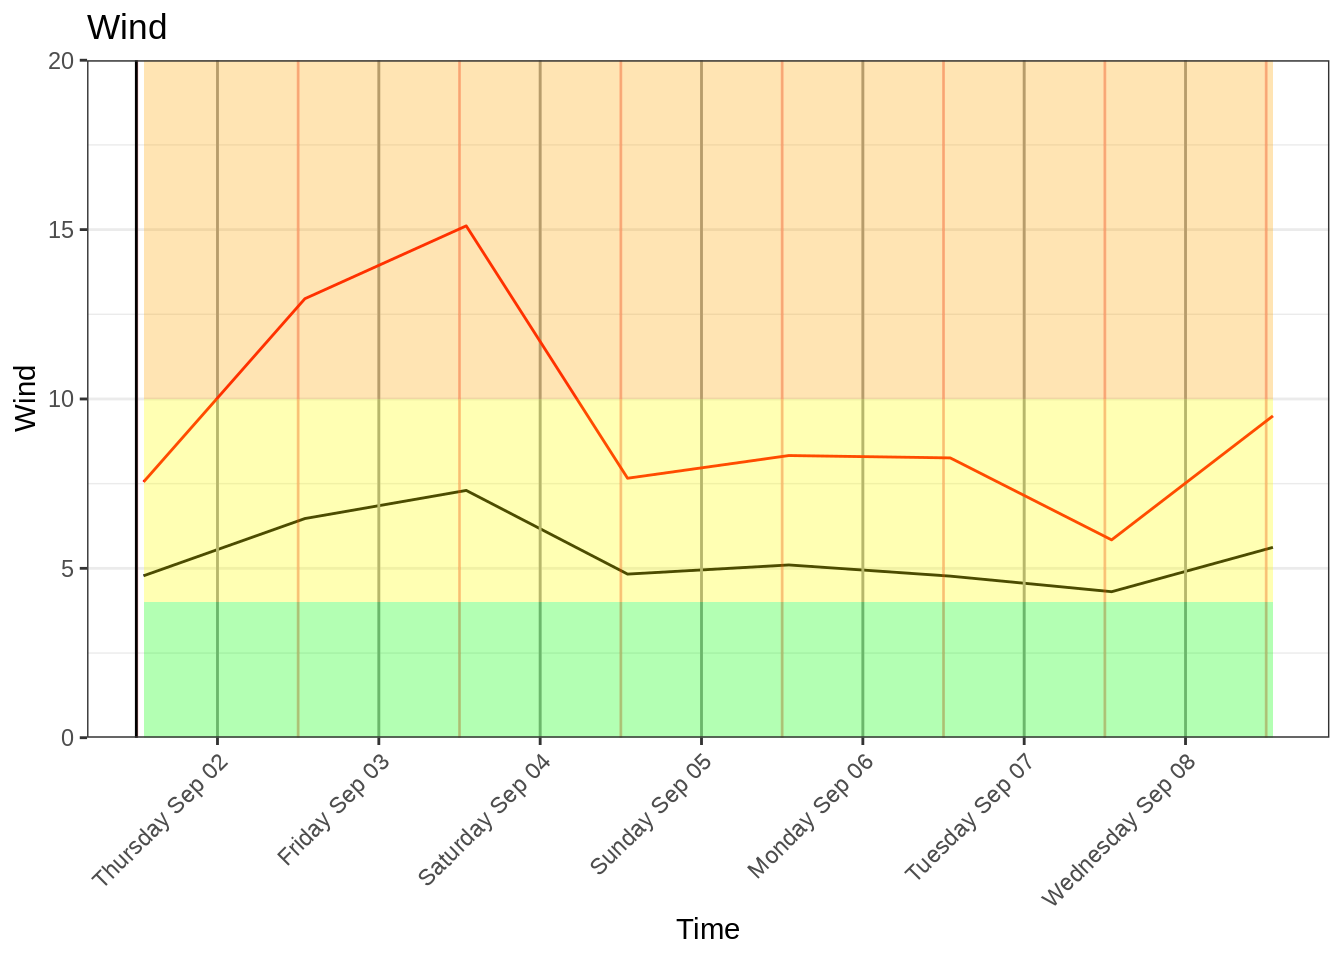 Wind
20
15
10
5
0
Wind
Thursday Sep 02
Friday Sep 03
Saturday Sep 04
Sunday Sep 05
Monday Sep 06
Tuesday Sep 07
Wednesday Sep 08
Time